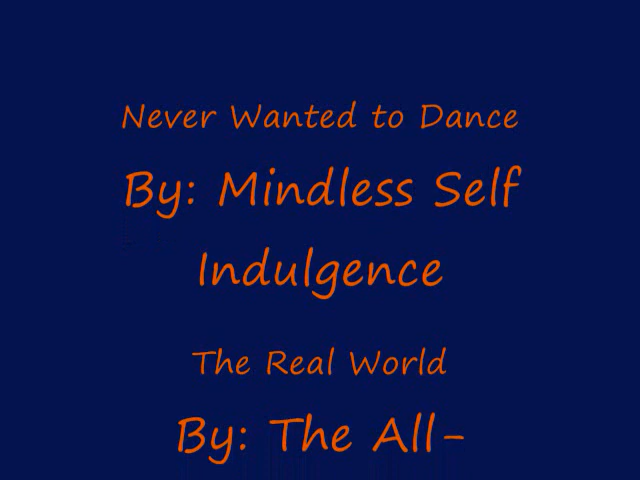 Never Wanted to Dance
By: Mindless Self
Indulgence
The Real World
By: The All-